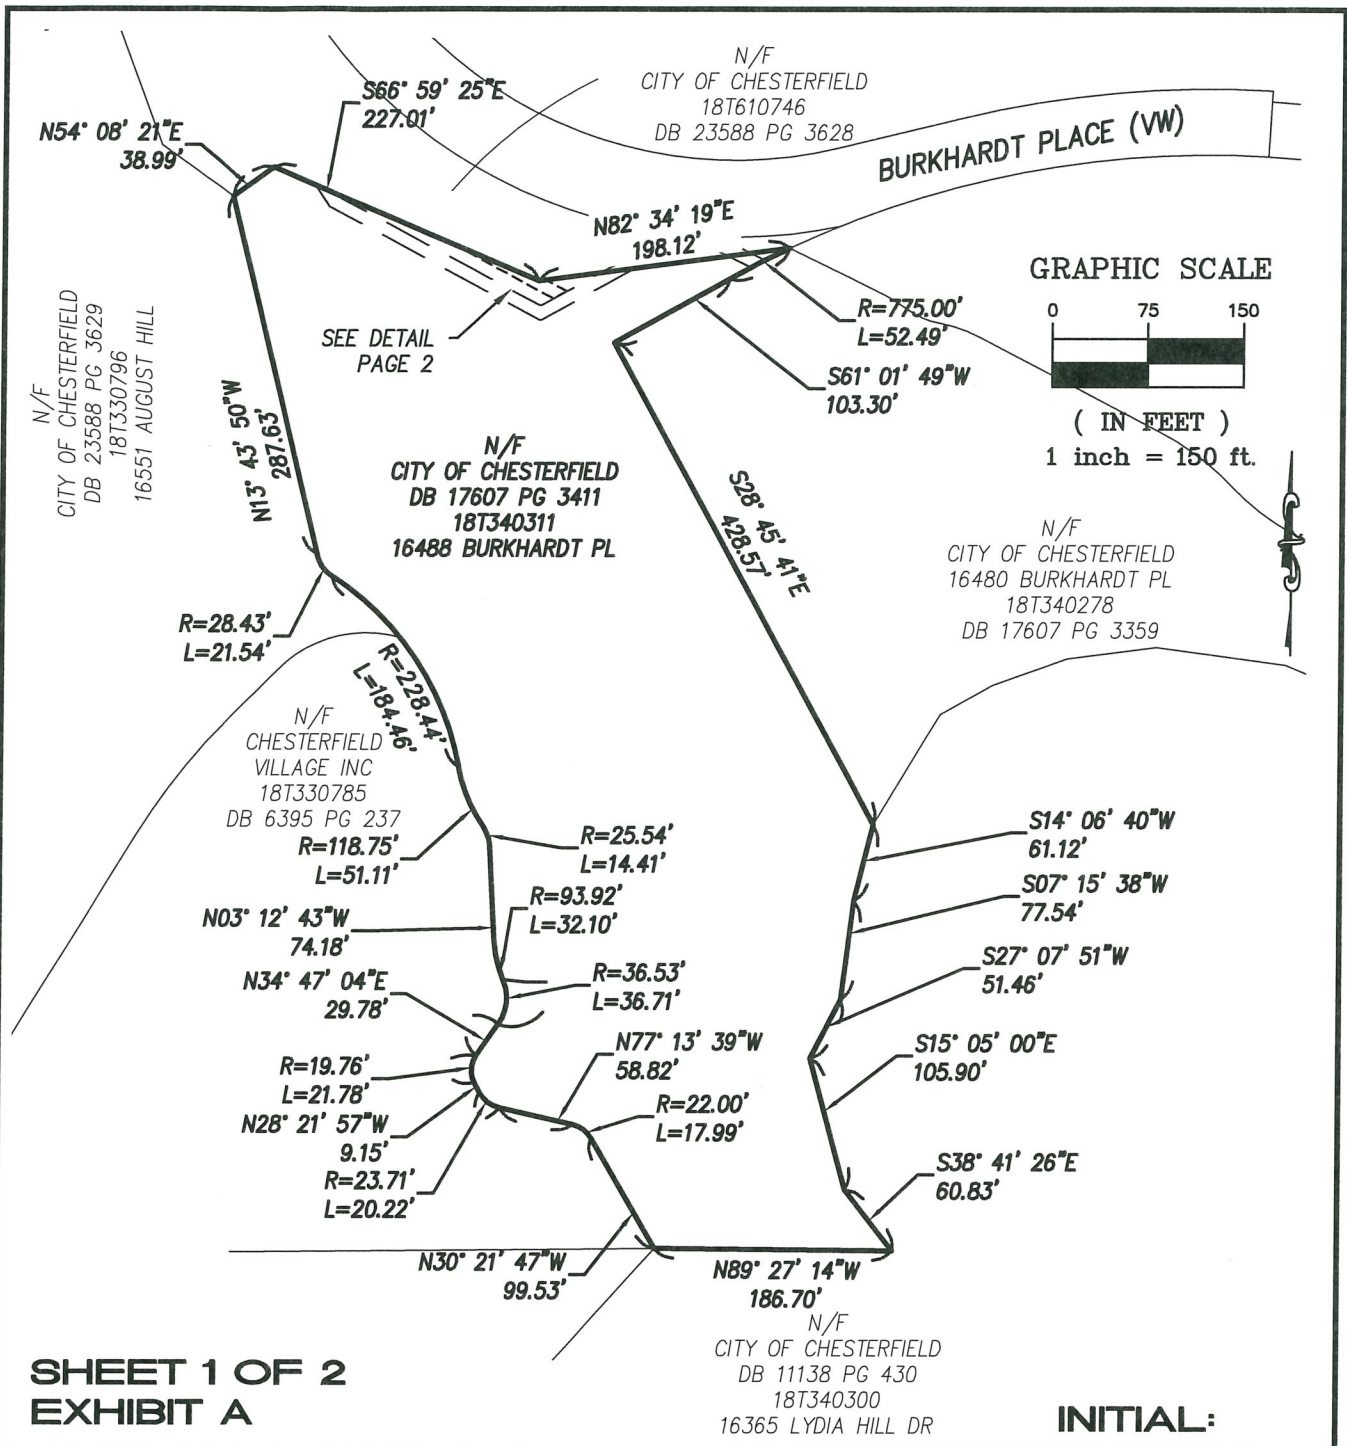 N/F
CITY OF CHESTERFIELD
18T610746
DB 23588 PG 3628
BURKHARDT PLACE (VW)
S66° 59' 25"E
227.01'
N54° 08' 21"E
38.99'
N82° 34' 19"E
198.12'
GRAPHIC SCALE
0 75 150
( IN FEET )
1 inch = 150 ft.
R=775.00'
L=52.49'
S61° 01' 49"W
103.30'
SEE DETAIL
PAGE 2
N/F
CITY OF CHESTERFIELD
DB 23588 PG 3629
18T330796
16551 AUGUST HILL
N13° 43' 50"W
287.63'
N/F
CITY OF CHESTERFIELD
DB 17607 PG 3411
18T340311
16488 BURKHARDT PL
S28° 45' 41"E
428.57'
N/F
CITY OF CHESTERFIELD
16480 BURKHARDT PL
18T340278
DB 17607 PG 3359
R=28.43'
L=21.54'
R=228.44'
L=184.46'
N/F
CHESTERFIELD
VILLAGE INC
18T330785
DB 6395 PG 237
R=118.75'
L=51.11'
R=25.54'
L=14.41'
S14° 06' 40"W
61.12'
S07° 15' 38"W
77.54'
R=93.92'
L=32.10'
N03° 12' 43"W
74.18'
S27° 07' 51"W
51.46'
N34° 47' 04"E
29.78'
R=36.53'
L=36.71'
N77° 13' 39"W
58.82'
S15° 05' 00"E
105.90'
R=19.76'
L=21.78'
R=22.00'
L=17.99'
N28° 21' 57"W
9.15'
R=23.71'
L=20.22'
S38° 41' 26"E
60.83'
N30° 21' 47"W
99.53'
N89° 27' 14"W
186.70'
N/F
CITY OF CHESTERFIELD
DB 11138 PG 430
18T340300
16365 LYDIA HILL DR
SHEET 1 OF 2
EXHIBIT A
INITIAL: